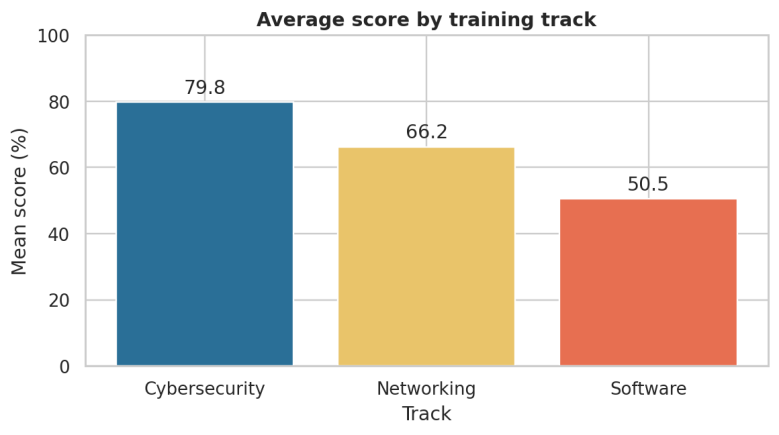 Average score by training track
100
80
60
40
20
0
Mean score (%)
79.8
66.2
50.5
Cybersecurity
Networking
Software
Track